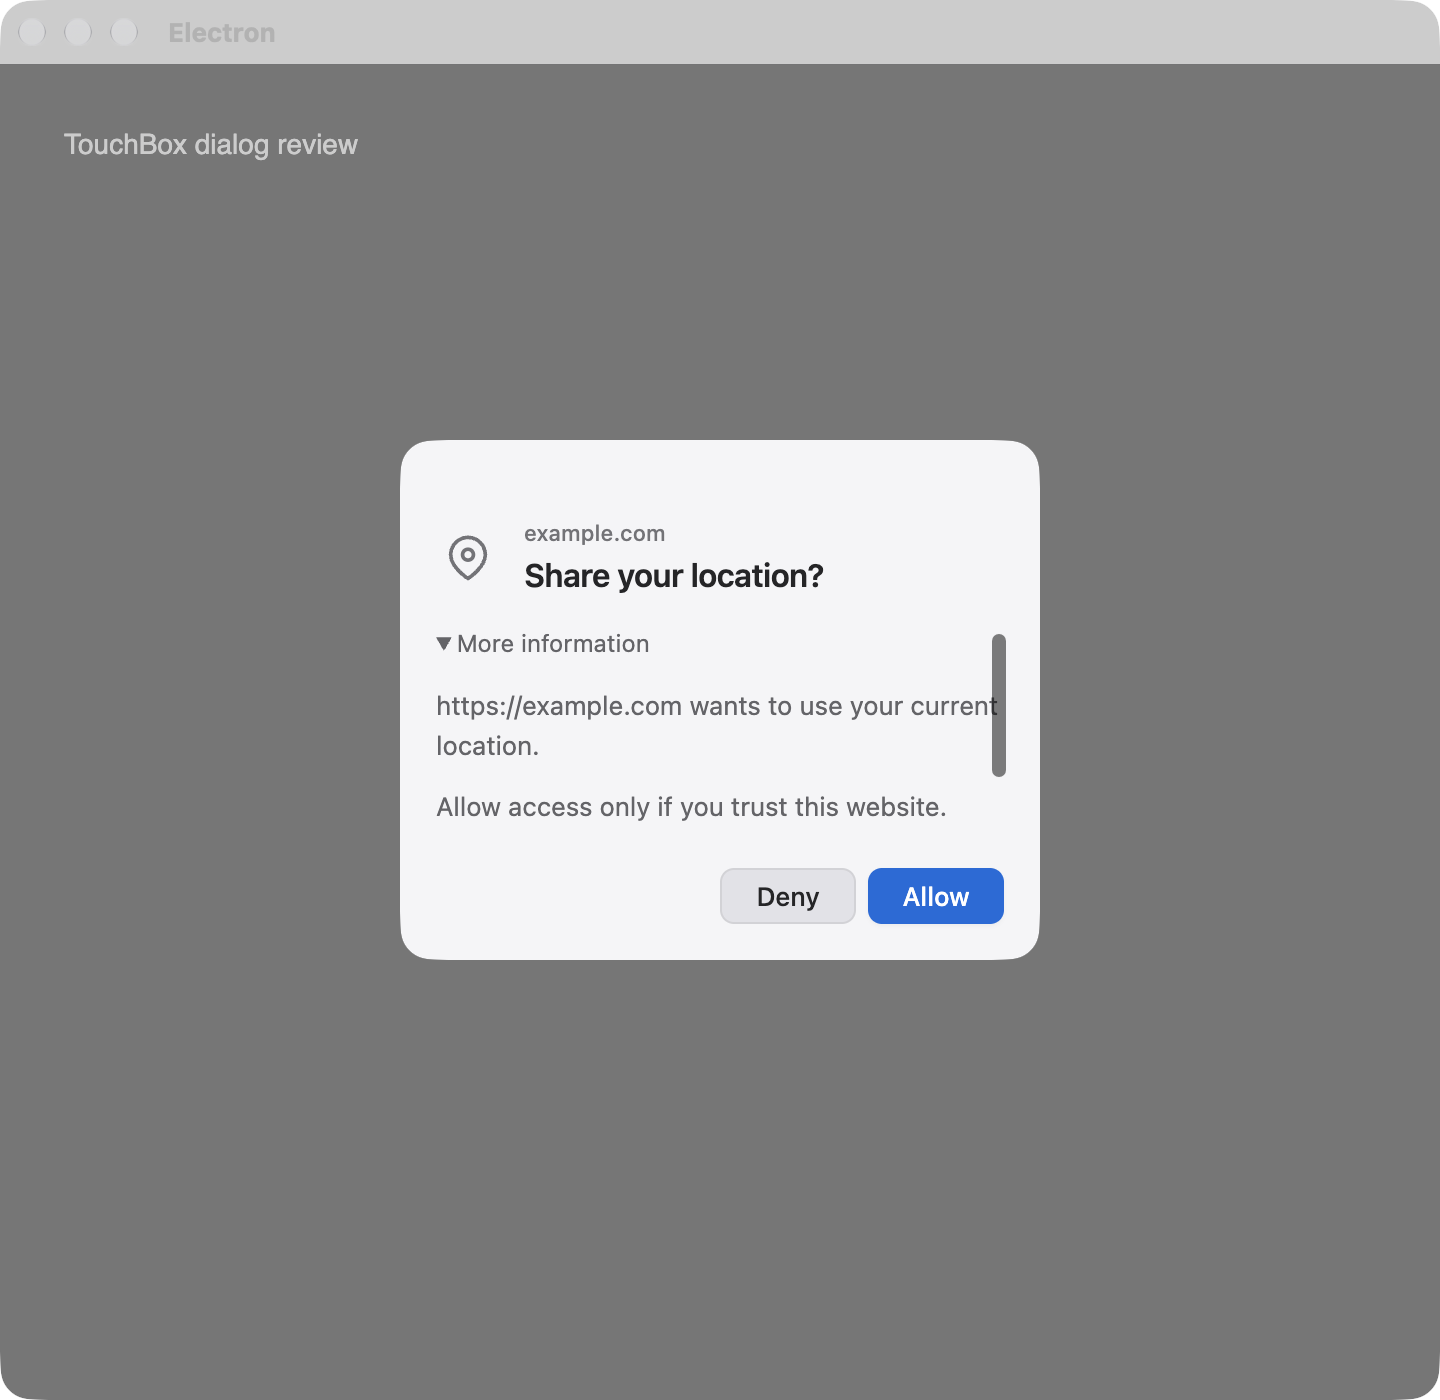 Electron
TouchBox dialog review
example.com
Share your location?
More information
https://example.com wants to use your current
location.
Allow access only if you trust this website.
Deny
Allow